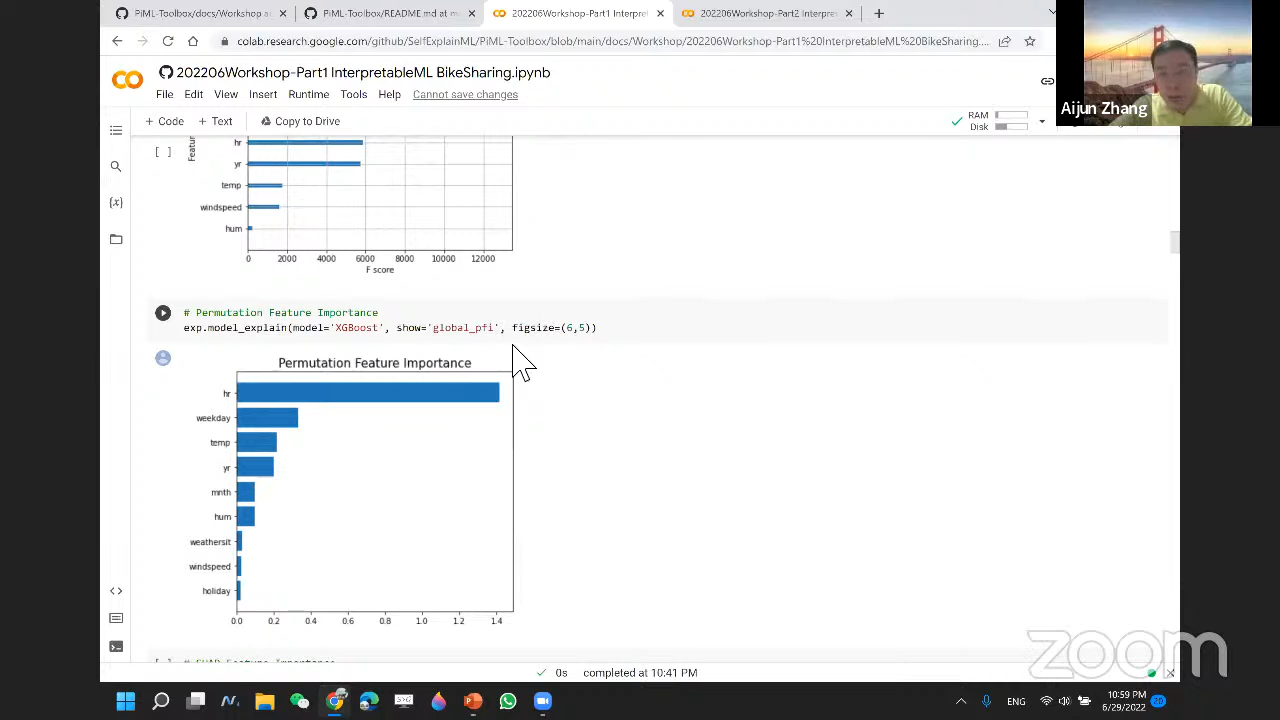 PiML-Toolbox/docs/Workshop a
PiML-Toolbox/README.md at m
202206Workshop-Part1 Interpret
202206Workshop-Part2 Interpre
colab.research.google.com/github/SelfExplainML/PiML-Toolbox/blob/main/docs/Workshop/202206Workshop-Part1%20InterpretableML%20BikeSharing....
Aijun Zhang
202206Workshop-Part1 InterpretableML BikeSharing.ipynb
File Edit View Insert Runtime Tools Help Cannot save changes
+ Code + Text Copy to Drive
RAM
Disk
[ ]
Featur
hr
yr
temp
windspeed
hum
0 2000 4000 6000 8000 10000 12000
F score
# Permutation Feature Importance
exp.model_explain(model='XGBoost', show='global_pfi', figsize=(6,5))
Permutation Feature Importance
hr
weekday
temp
yr
mnth
hum
weathersit
windspeed
holiday
0.0 0.2 0.4 0.6 0.8 1.0 1.2 1.4
zoom
0s completed at 10:41 PM
ENG
10:59 PM
6/29/2022